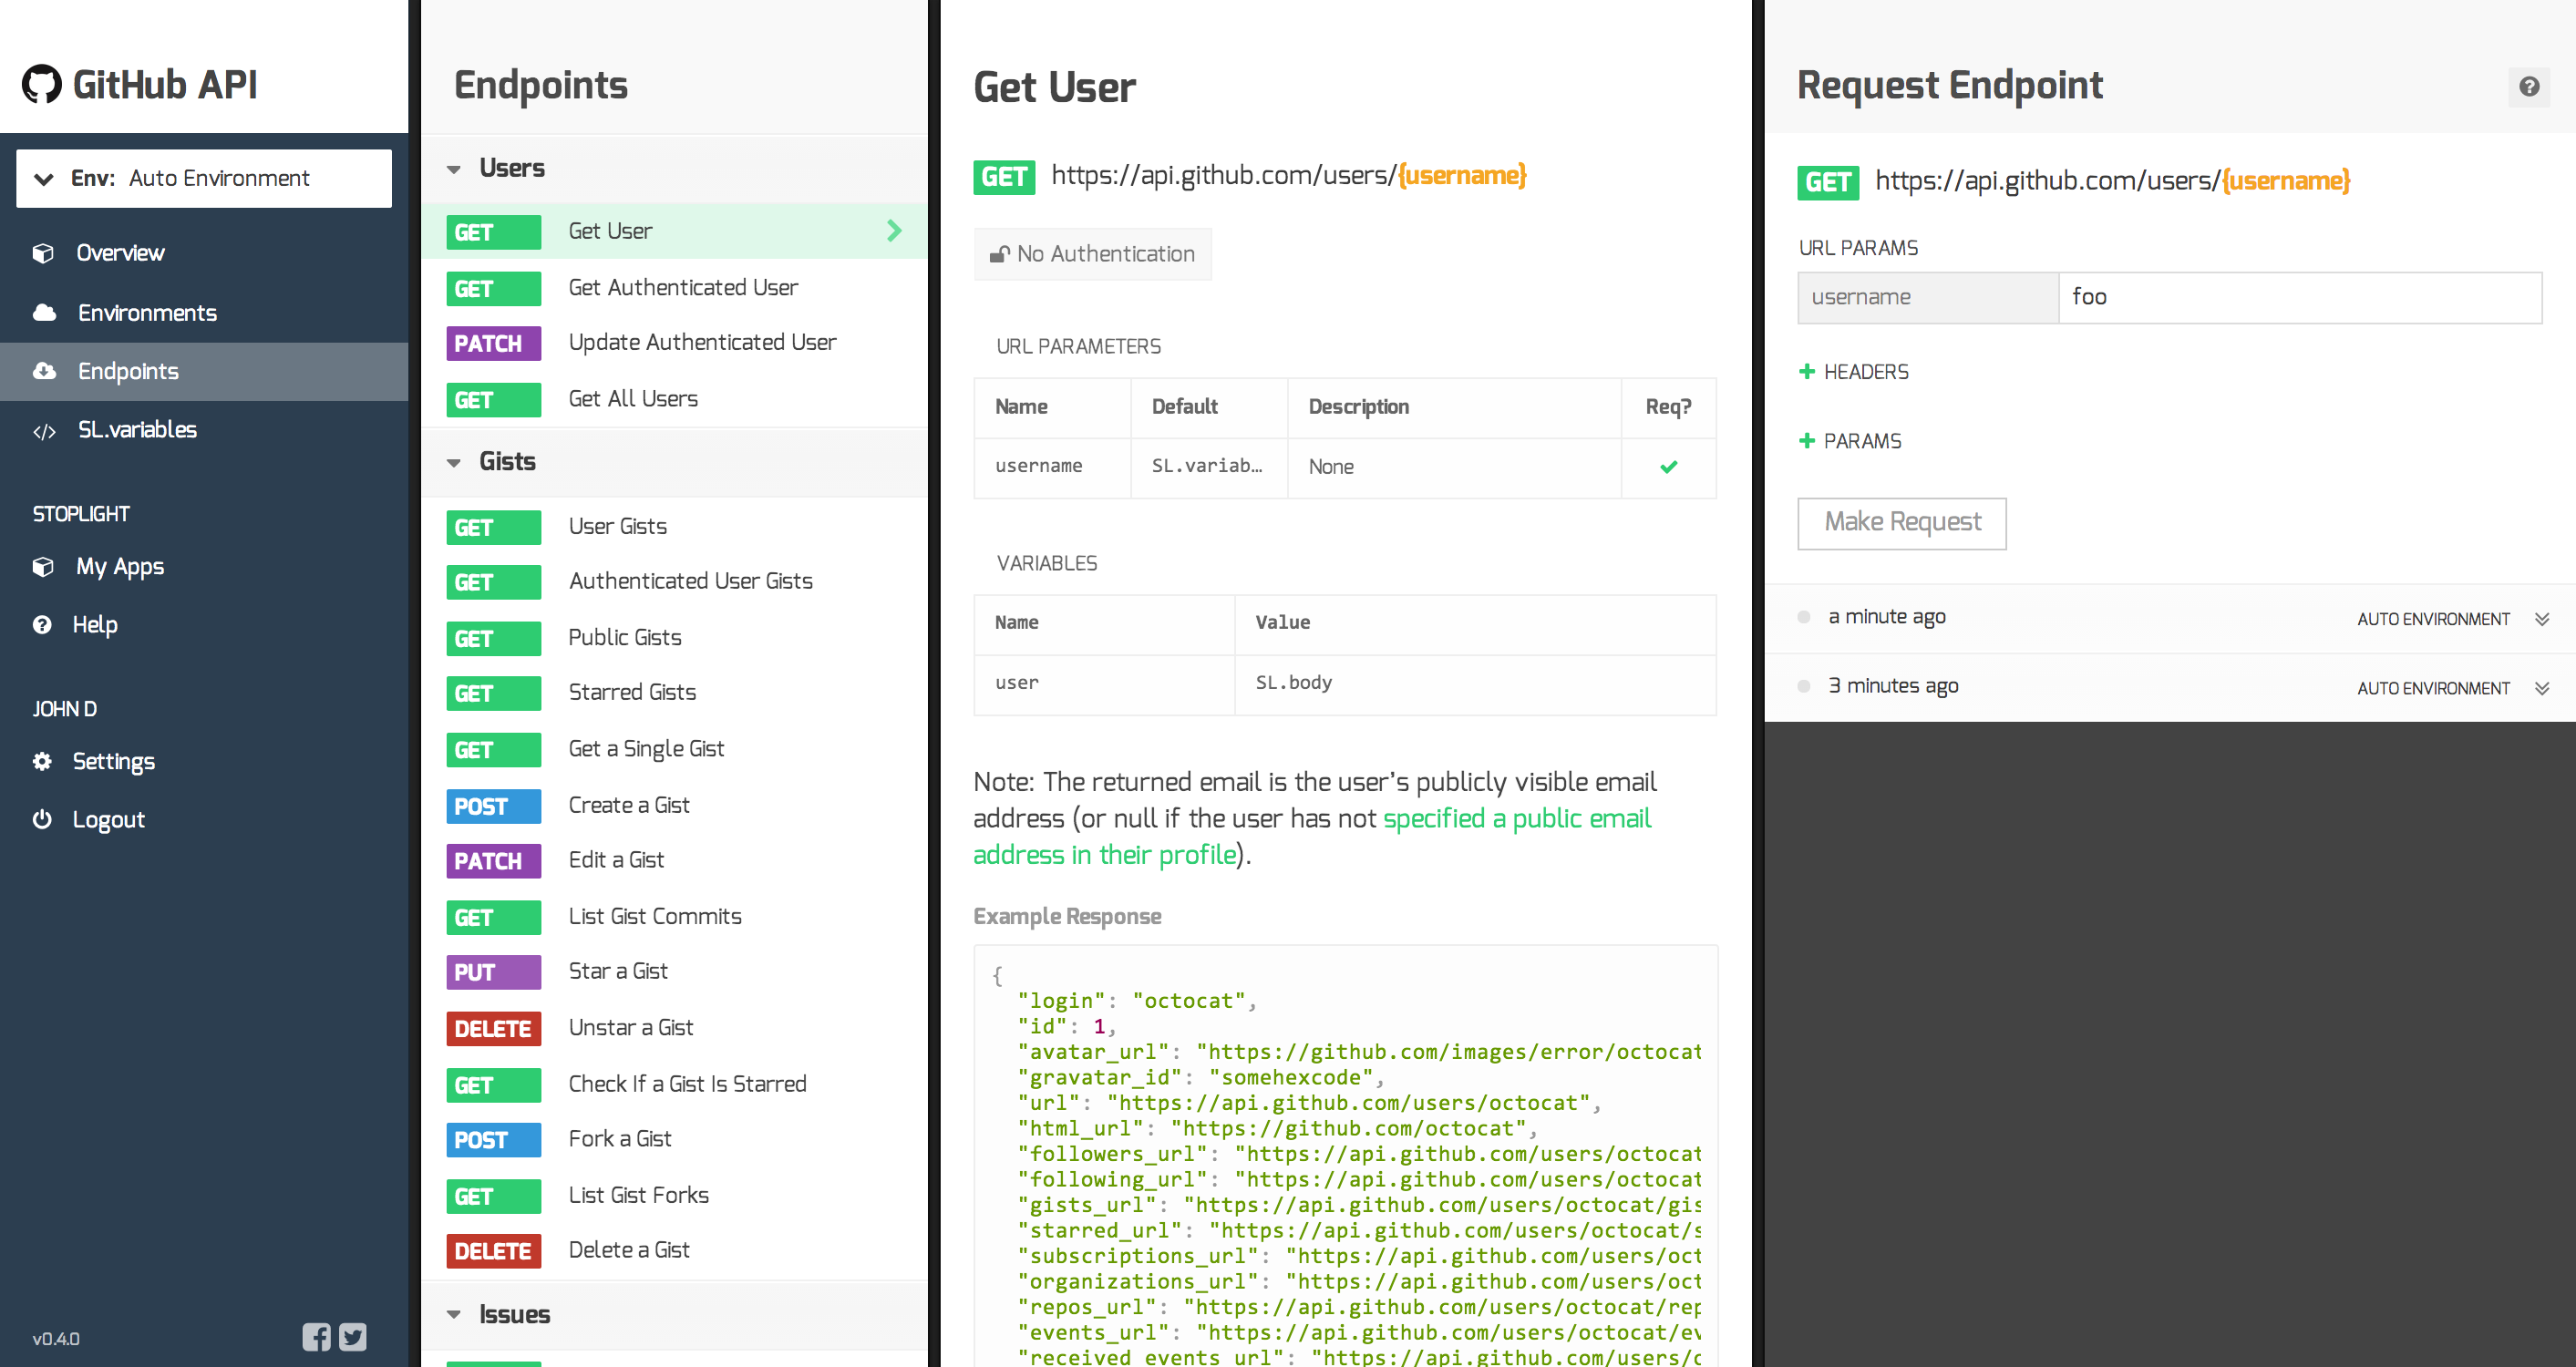 GitHub API
Env: Auto Environment
Overview
Environments
Endpoints
SL.variables
STOPLIGHT
My Apps
Help
JOHN D
Settings
Logout
v0.4.0
Endpoints
Users
GET Get User
GET Get Authenticated User
PATCH Update Authenticated User
GET Get All Users
Gists
GET User Gists
GET Authenticated User Gists
GET Public Gists
GET Starred Gists
GET Get a Single Gist
POST Create a Gist
PATCH Edit a Gist
GET List Gist Commits
PUT Star a Gist
DELETE Unstar a Gist
GET Check If a Gist Is Starred
POST Fork a Gist
GET List Gist Forks
DELETE Delete a Gist
Issues
Get User
GET https://api.github.com/users/{username}
No Authentication
URL PARAMETERS
Name Default Description Req?
username SL.variab... None
VARIABLES
Name Value
user SL.body
Note: The returned email is the user's publicly visible email
address (or null if the user has not specified a public email
address in their profile).
Example Response
{
"login": "octocat",
"id": 1,
"avatar_url": "https://github.com/images/error/octocat
"gravatar_id": "somehexcode",
"url": "https://api.github.com/users/octocat",
"html_url": "https://github.com/octocat",
"followers_url": "https://api.github.com/users/octocat
"following_url": "https://api.github.com/users/octocat
"gists_url": "https://api.github.com/users/octocat/gis
"starred_url": "https://api.github.com/users/octocat/s
"subscriptions_url": "https://api.github.com/users/oct
"organizations_url": "https://api.github.com/users/oct
"repos_url": "https://api.github.com/users/octocat/rep
"events_url": "https://api.github.com/users/octocat/ev
"received_events_url": "https://api.github.com/users/o
Request Endpoint
GET https://api.github.com/users/{username}
URL PARAMS
username foo
HEADERS
PARAMS
Make Request
a minute ago AUTO ENVIRONMENT
3 minutes ago AUTO ENVIRONMENT